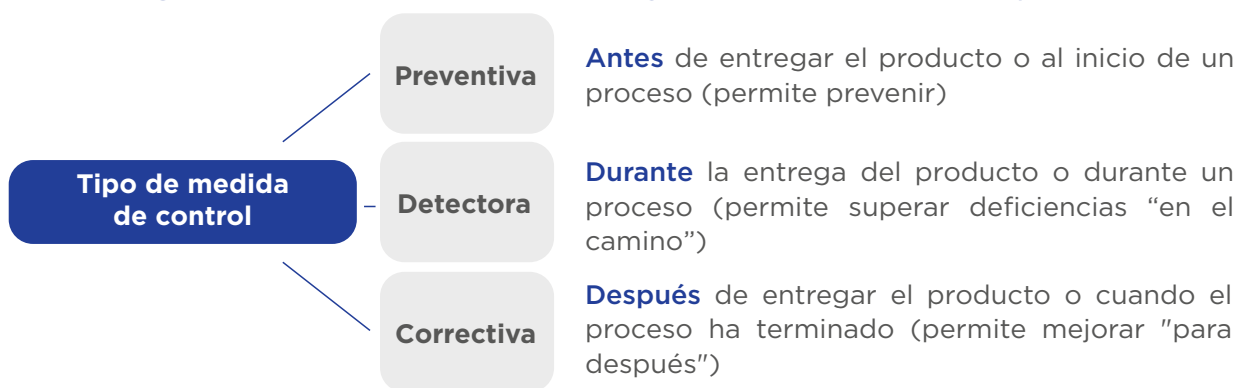 Tipo de medida
de control
Preventiva
Antes de entregar el producto o al inicio de un
proceso (permite prevenir)
Detectora
Durante la entrega del producto o durante un
proceso (permite superar deficiencias “en el
camino”)
Correctiva
Después de entregar el producto o cuando el
proceso ha terminado (permite mejorar "para
después")